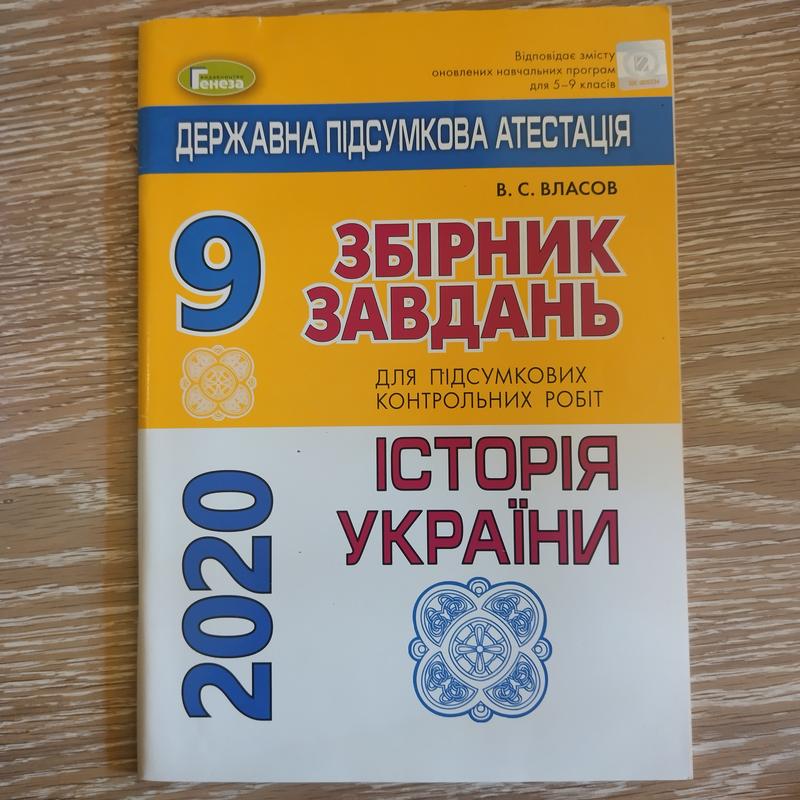 видавництво
Генеза
Відповідає змісту
оновлених навчальних програм
для 5–9 класів
ДЕРЖАВНА ПІДСУМКОВА АТЕСТАЦІЯ
В. С. ВЛАСОВ
9
ЗБІРНИК
ЗАВДАНЬ
ДЛЯ ПІДСУМКОВИХ
КОНТРОЛЬНИХ РОБІТ
2020
ІСТОРІЯ
УКРАЇНИ